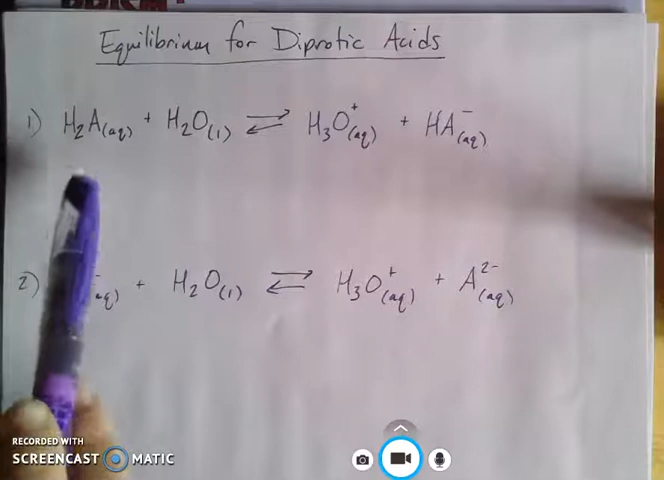 Equilibrium for Diprotic Acids
1) H₂A(aq) + H₂O(l) ⇌ H₃O⁺(aq) + HA⁻(aq)
2) ⁻aq) + H₂O(l) ⇌ H₃O⁺(aq) + A²⁻(aq)
RECORDED WITH
SCREENCAST MATIC